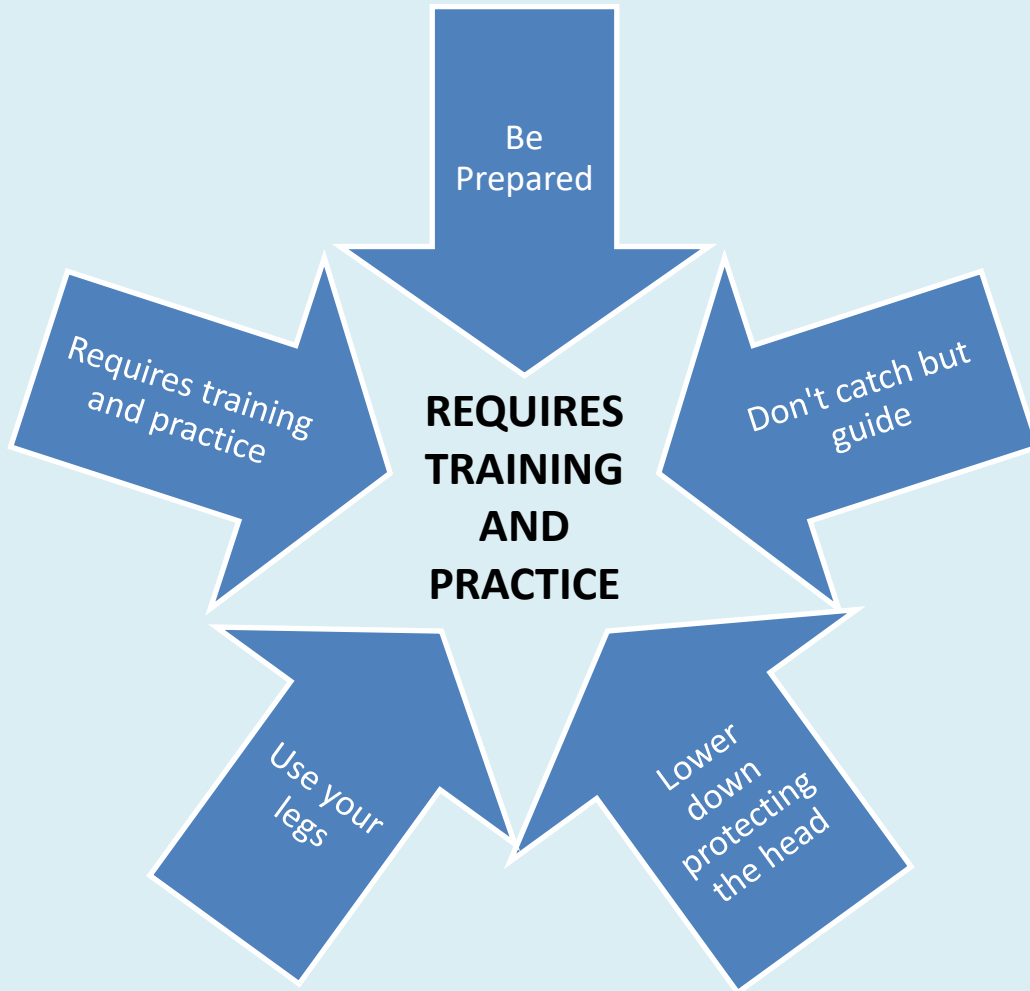 Be
Prepared
Requires training
and practice
Don't catch but
guide
REQUIRES
TRAINING
AND
PRACTICE
Use your
legs
Lower
down
protecting
the head